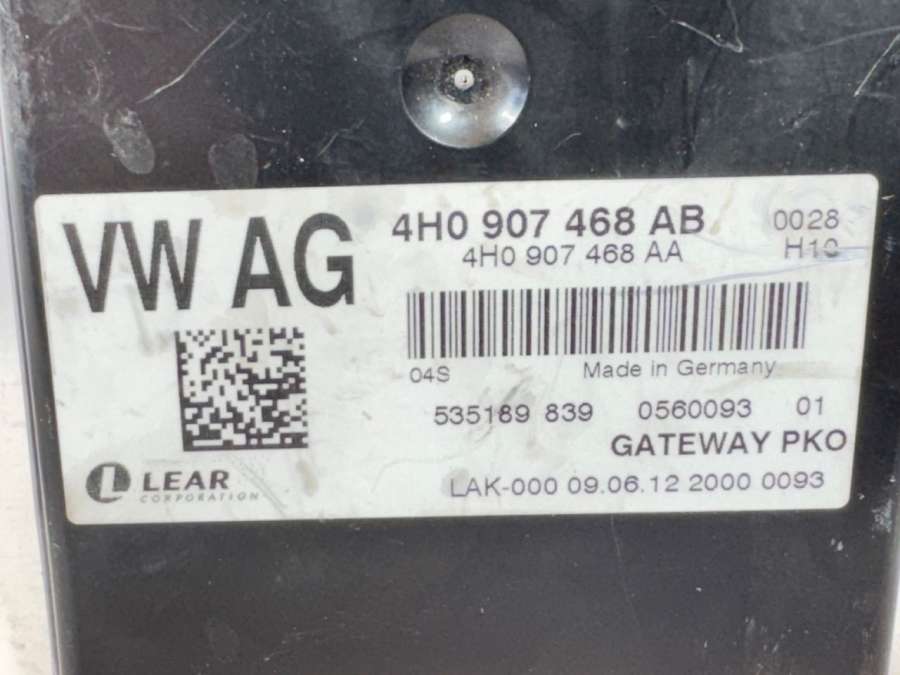 VW AG
4H0 907 468 AB 0028
4H0 907 468 AA H10
04S Made in Germany
535189 839 0560093 01
GATEWAY PKO
LEAR
CORPORATION
LAK-000 09.06.12 2000 0093